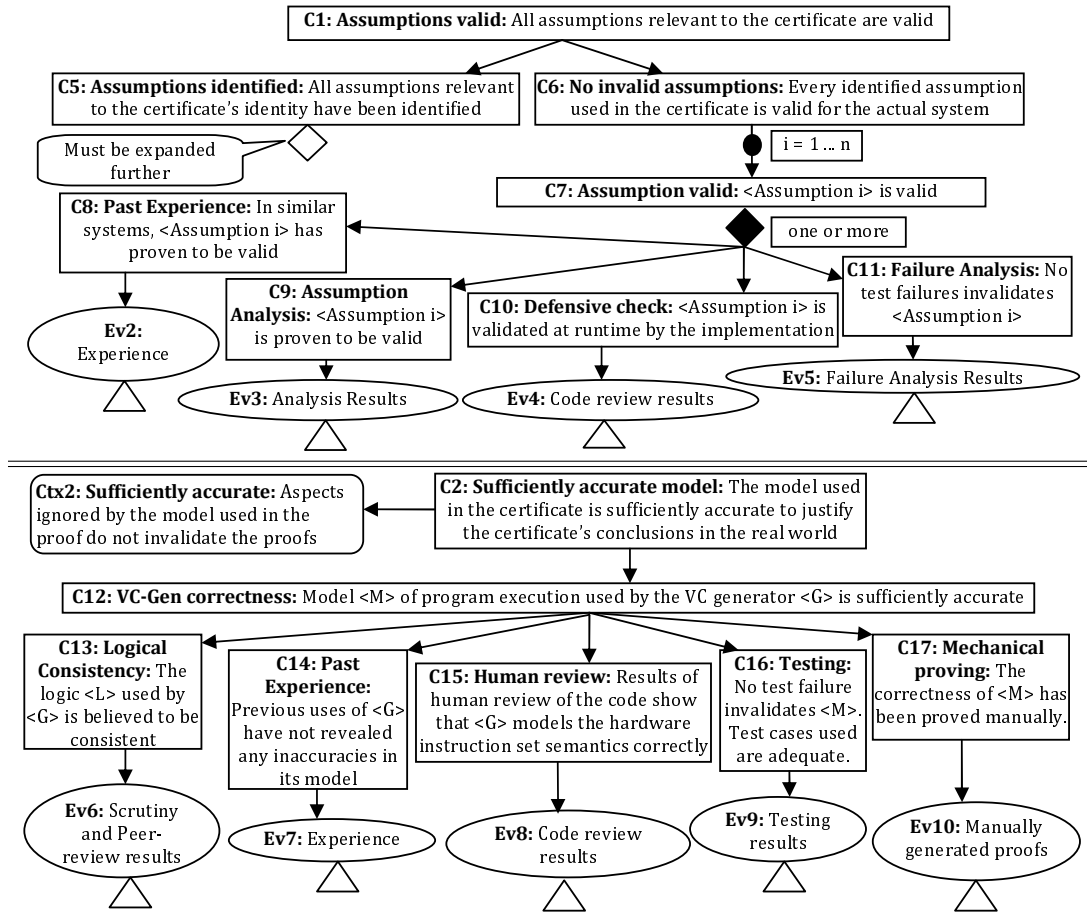 C1: Assumptions valid: All assumptions relevant to the certificate are valid
C5: Assumptions identified: All assumptions relevant
to the certificate's identity have been identified
C6: No invalid assumptions: Every identified assumption
used in the certificate is valid for the actual system
Must be expanded
further
i = 1 ... n
C7: Assumption valid: <Assumption i> is valid
C8: Past Experience: In similar
systems, <Assumption i> has
proven to be valid
one or more
C9: Assumption
Analysis: <Assumption i>
is proven to be valid
C10: Defensive check: <Assumption i> is
validated at runtime by the implementation
C11: Failure Analysis: No
test failures invalidates
<Assumption i>
Ev2:
Experience
Ev3: Analysis Results
Ev4: Code review results
Ev5: Failure Analysis Results
Ctx2: Sufficiently accurate: Aspects
ignored by the model used in the
proof do not invalidate the proofs
C2: Sufficiently accurate model: The model used
in the certificate is sufficiently accurate to justify
the certificate's conclusions in the real world
C12: VC-Gen correctness: Model <M> of program execution used by the VC generator <G> is sufficiently accurate
C13: Logical
Consistency: The
logic <L> used by
<G> is believed to be
consistent
C14: Past
Experience:
Previous uses of <G>
have not revealed
any inaccuracies in
its model
C15: Human review: Results of
human review of the code show
that <G> models the hardware
instruction set semantics correctly
C16: Testing:
No test failure
invalidates <M>.
Test cases used
are adequate.
C17: Mechanical
proving: The
correctness of <M> has
been proved manually.
Ev6: Scrutiny
and Peer-
review results
Ev7: Experience
Ev8: Code review
results
Ev9: Testing
results
Ev10: Manually
generated proofs